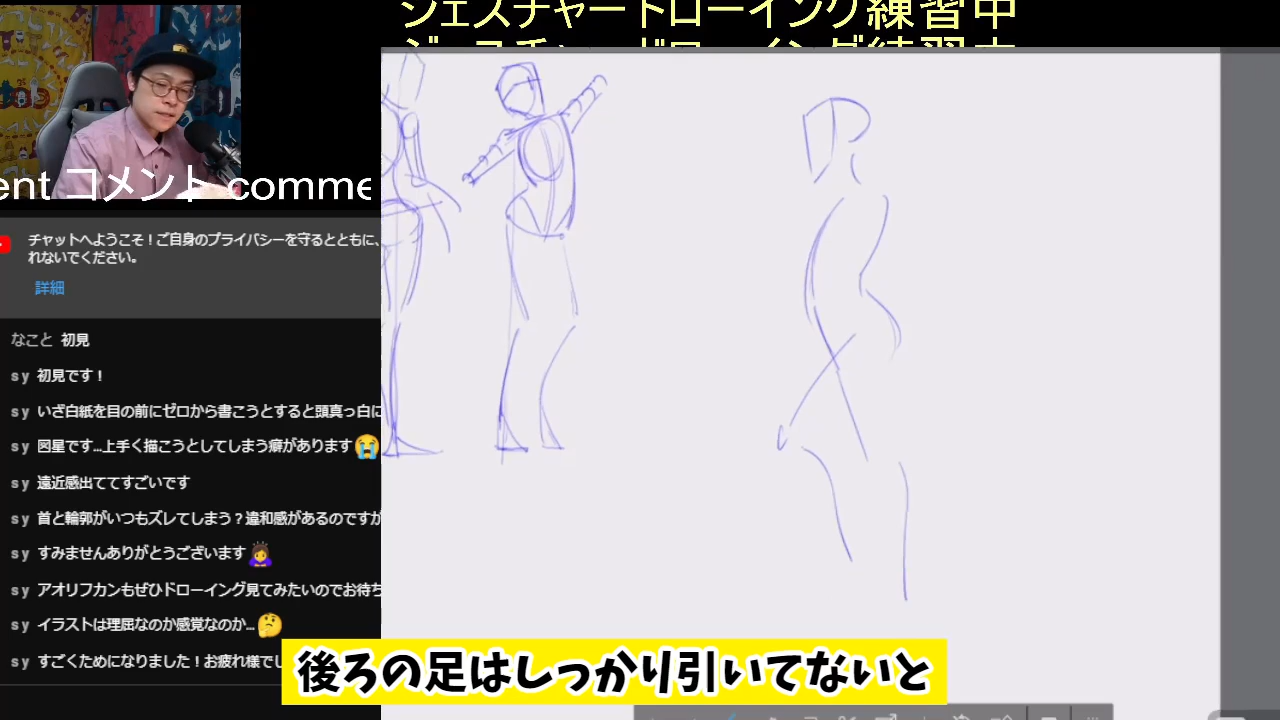 ジェスチャードローイング練習中
ent コメント comme
チャットへようこそ！ご自身のプライバシーを守るとともに、
れないでください。
詳細
なこと 初見
sy 初見です！
sy いざ白紙を目の前にゼロから書こうとすると頭真っ白に
sy 図星です…上手く描こうとしてしまう癖があります😭
sy 遠近感出ててすごいです
sy 首と輪郭がいつもズレてしまう？違和感があるのですが
sy すみませんありがとうございます🙇‍♀️
sy アオリフカンもぜひドローイング見てみたいのでお待ち
sy イラストは理屈なのか感覚なのか…🤔
sy すごくためになりました！お疲れ様でし
後ろの足はしっかり引いてないと